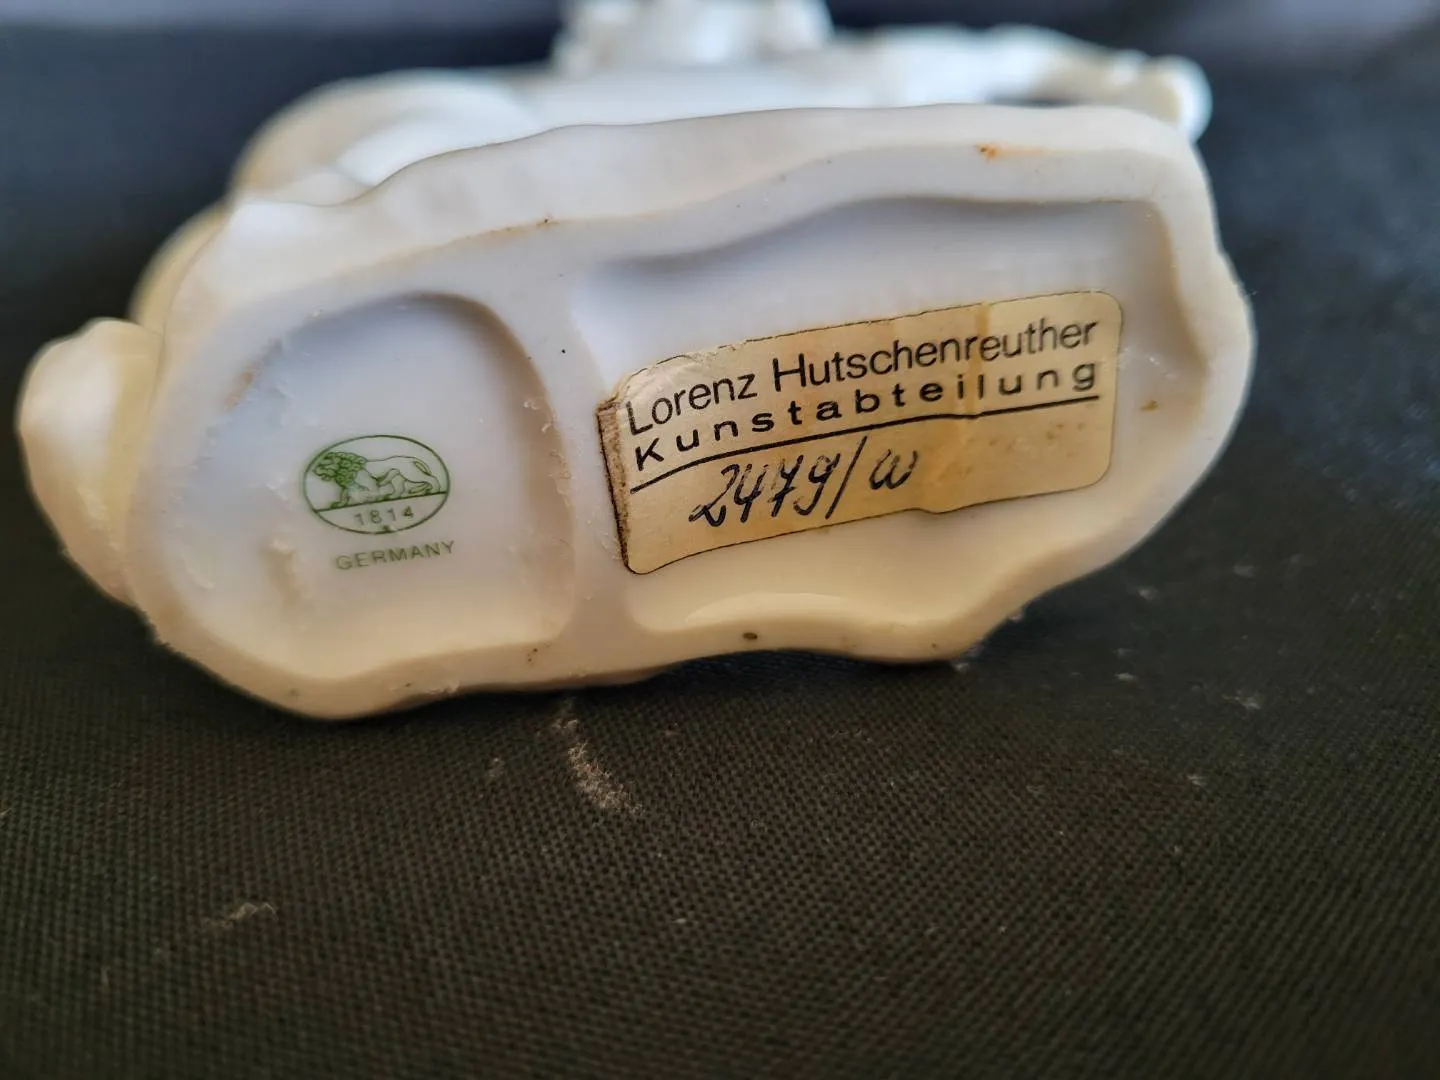 1814
GERMANY
Lorenz Hutschenreuther
Kunstabteilung
2479/w